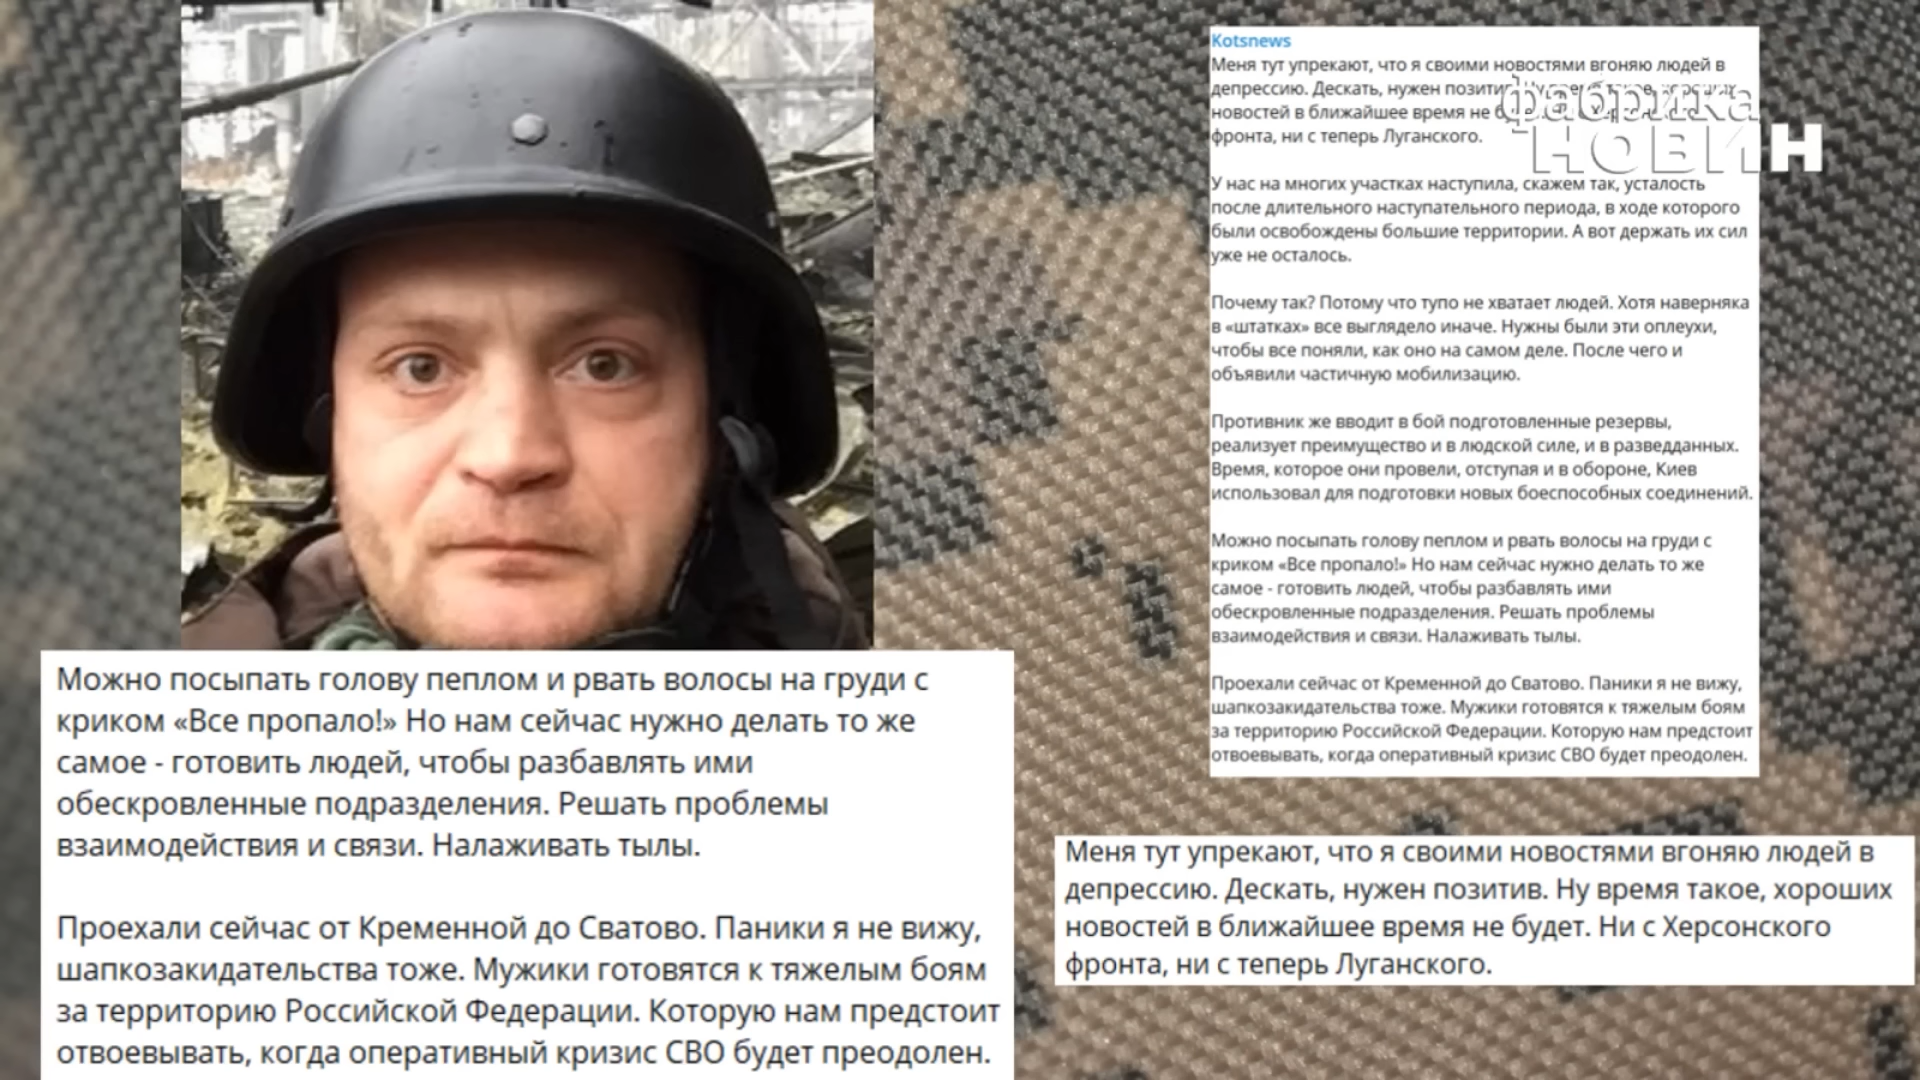 Kotsnews
Меня тут упрекают, что я своими новостями вгоняю людей в
депрессию. Дескать, нужен позитив. Ну время такое, хороших
новостей в ближайшее время не
фронта, ни с теперь Луганского.
У нас на многих участках наступила, скажем так, усталость
после длительного наступательного периода, в ходе которого
были освобождены большие территории. А вот держать их сил
уже не осталось.
Почему так? Потому что тупо не хватает людей. Хотя наверняка
в «штатках» все выглядело иначе. Нужны были эти оплеухи,
чтобы все поняли, как оно на самом деле. После чего и
объявили частичную мобилизацию.
Противник же вводит в бой подготовленные резервы,
реализует преимущество и в людской силе, и в разведданных.
Время, которое они провели, отступая и в обороне, Киев
использовал для подготовки новых боеспособных соединений.
Можно посыпать голову пеплом и рвать волосы на груди с
криком «Все пропало!» Но нам сейчас нужно делать то же
самое - готовить людей, чтобы разбавлять ими
обескровленные подразделения. Решать проблемы
взаимодействия и связи. Налаживать тылы.
Проехали сейчас от Кременной до Сватово. Паники я не вижу,
шапкозакидательства тоже. Мужики готовятся к тяжелым боям
за территорию Российской Федерации. Которую нам предстоит
отвоевывать, когда оперативный кризис СВО будет преодолен.
фабрика
новин
Можно посыпать голову пеплом и рвать волосы на груди с
криком «Все пропало!» Но нам сейчас нужно делать то же
самое - готовить людей, чтобы разбавлять ими
обескровленные подразделения. Решать проблемы
взаимодействия и связи. Налаживать тылы.
Проехали сейчас от Кременной до Сватово. Паники я не вижу,
шапкозакидательства тоже. Мужики готовятся к тяжелым боям
за территорию Российской Федерации. Которую нам предстоит
отвоевывать, когда оперативный кризис СВО будет преодолен.
Меня тут упрекают, что я своими новостями вгоняю людей в
депрессию. Дескать, нужен позитив. Ну время такое, хороших
новостей в ближайшее время не будет. Ни с Херсонского
фронта, ни с теперь Луганского.